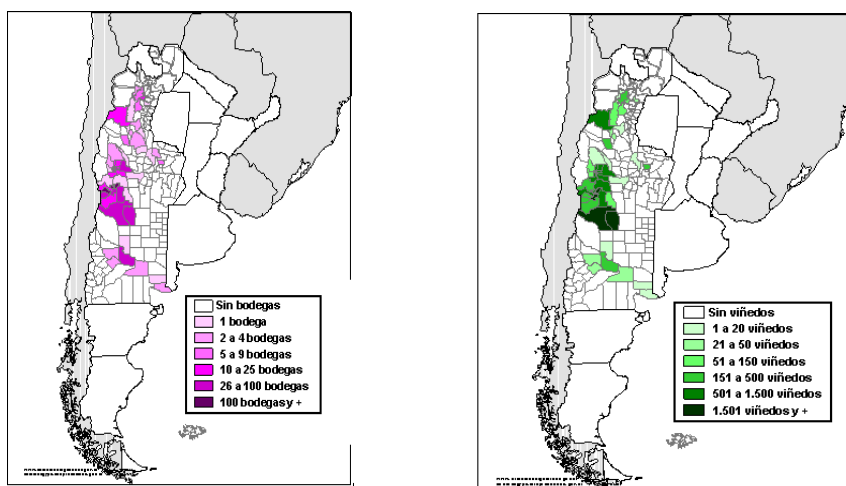 Sin bodegas
1 bodega
2 a 4 bodegas
5 a 9 bodegas
10 a 25 bodegas
26 a 100 bodegas
100 bodegas y +
Sin viñedos
1 a 20 viñedos
21 a 50 viñedos
51 a 150 viñedos
151 a 500 viñedos
501 a 1.500 viñedos
1.501 viñedos y +